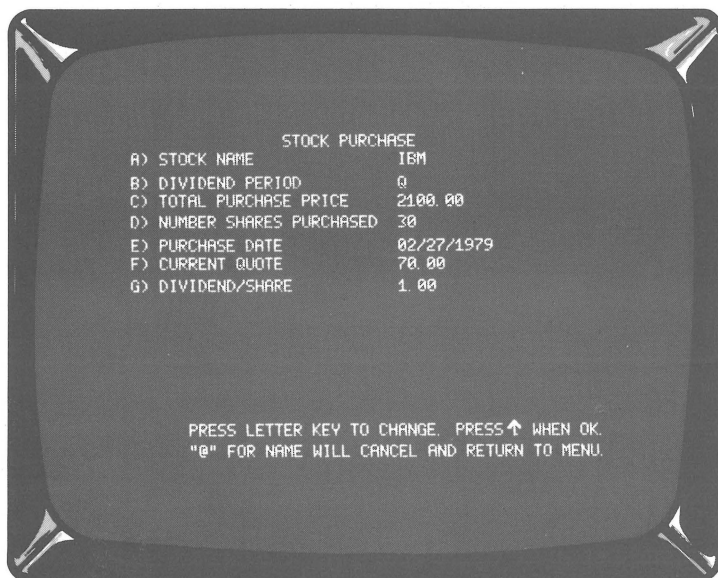 STOCK PURCHASE
A) STOCK NAME IBM
B) DIVIDEND PERIOD Q
C) TOTAL PURCHASE PRICE 2100.00
D) NUMBER SHARES PURCHASED 30
E) PURCHASE DATE 02/27/1979
F) CURRENT QUOTE 70.00
G) DIVIDEND/SHARE 1.00
PRESS LETTER KEY TO CHANGE. PRESS ↑ WHEN OK.
"@" FOR NAME WILL CANCEL AND RETURN TO MENU.